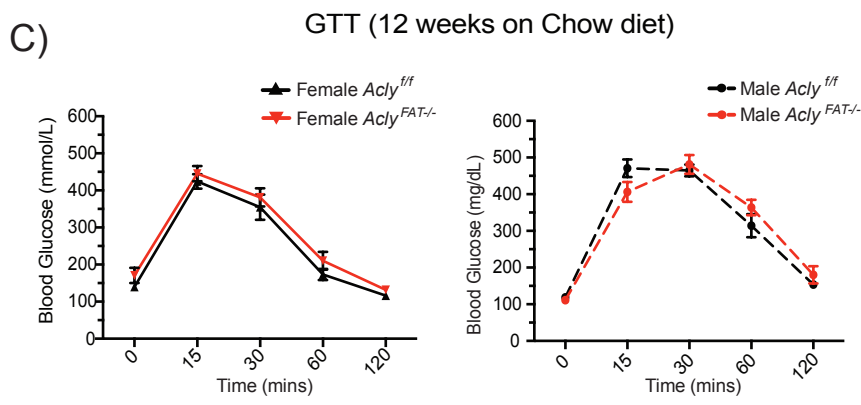 C)
GTT (12 weeks on Chow diet)
Female Acly f/f
Female Acly FAT-/-
Blood Glucose (mmol/L)
600
500
400
300
200
100
0
0 15 30 60 120
Time (mins)
Male Acly f/f
Male Acly FAT-/-
Blood Glucose (mg/dL)
600
500
400
300
200
100
0
0 15 30 60 120
Time (mins)